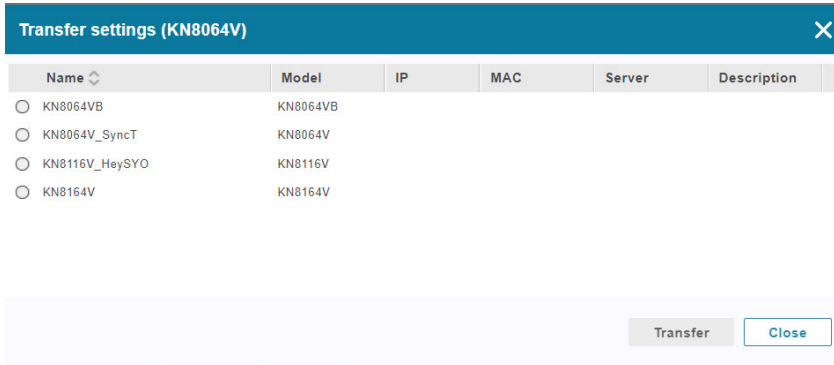 Transfer settings (KN8064V)
Name Model IP MAC Server Description
KN8064VB KN8064VB
KN8064V_SyncT KN8064V
KN8116V_HeySYO KN8116V
KN8164V KN8164V
Transfer Close